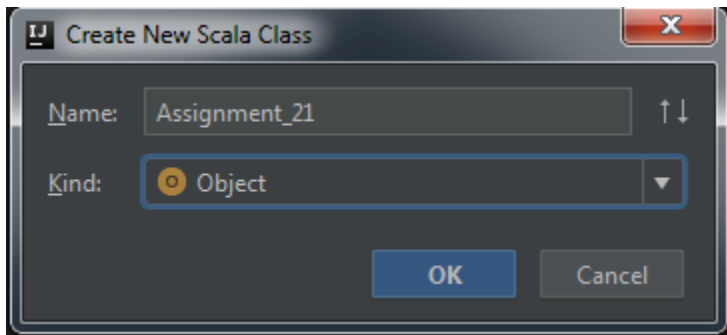 IJ Create New Scala Class X
Name: Assignment_21
Kind: O Object
OK Cancel